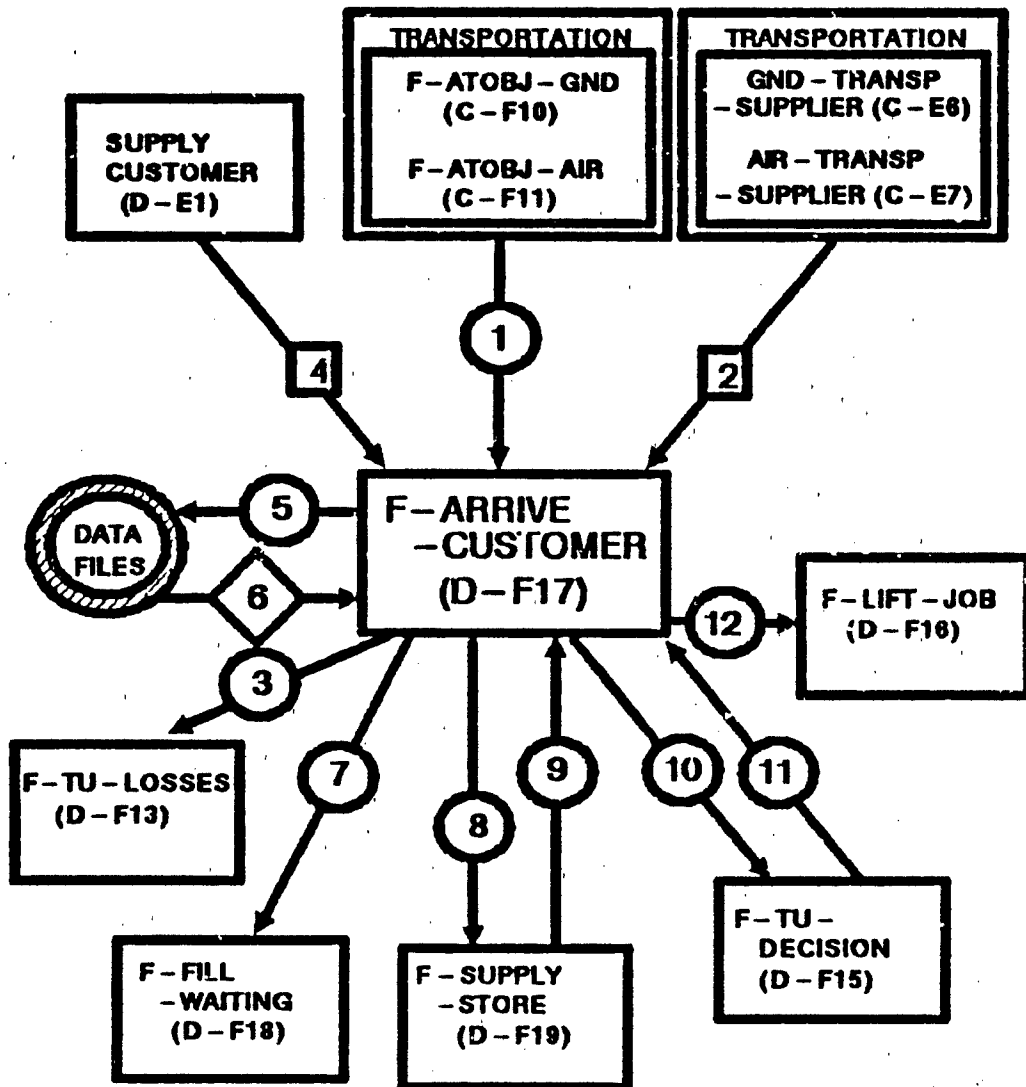 TRANSPORTATION
F-ATOBJ-GND
(C-F10)
F-ATOBJ-AIR
(C-F11)
TRANSPORTATION
GND-TRANSP
-SUPPLIER (C-E6)
AIR-TRANSP
-SUPPLIER (C-E7)
SUPPLY
CUSTOMER
(D-E1)
1
4
2
5
DATA
FILES
6
F-ARRIVE
-CUSTOMER
(D-F17)
12
F-LIFT-JOB
(D-F16)
3
F-TU-LOSSES
(D-F13)
7
8
9
10
11
F-FILL
-WAITING
(D-F18)
F-SUPPLY
-STORE
(D-F19)
F-TU-
DECISION
(D-F15)